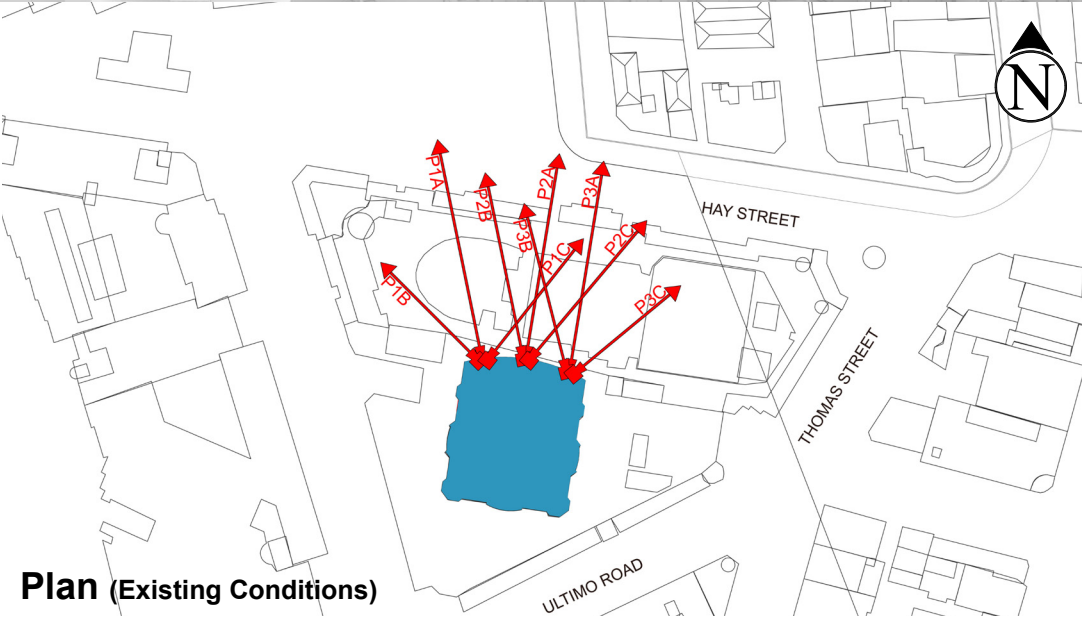 N
P1A
P2B
P2A
P3A
P3B
P1C
P2C
P1B
P3C
HAY STREET
THOMAS STREET
ULTIMO ROAD
Plan (Existing Conditions)